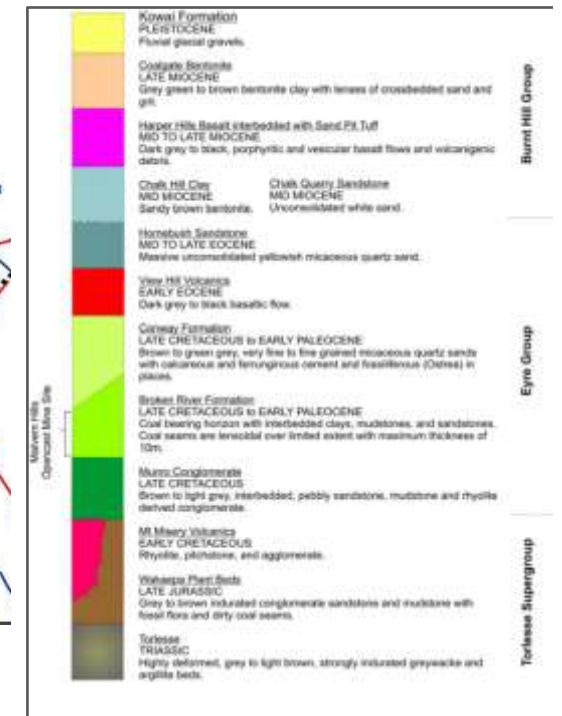 Kowai Formation
PLEISTOCENE
Fluvial glacial gravels.
Coalgate Bentonite
LATE MIOCENE
Grey green to brown bentonite clay with lenses of crossbedded sand and
grit.
Harper Hills Basalt interbedded with Sand Pit Tuff
MID TO LATE MIOCENE
Dark grey to black, porphyritic and vesicular basalt flows and volcanigenic
debris.
Chalk Hill Clay
MID MIOCENE
Sandy brown bentonite.
Chalk Quarry Sandstone
MID MIOCENE
Unconsolidated white sand.
Homebush Sandstone
MID TO LATE EOCENE
Massive unconsolidated yellowish micaceous quartz sand.
View Hill Volcanics
EARLY EOCENE
Dark grey to black basaltic flow.
Conway Formation
LATE CRETACEOUS to EARLY PALEOCENE
Brown to green grey, very fine to fine grained micaceous quartz sands
with calcareous and ferruginous cement and fossiliferous (Ostrea) in
places.
Broken River Formation
LATE CRETACEOUS to EARLY PALEOCENE
Coal bearing horizon with interbedded clays, mudstones, and sandstones.
Coal seams are lensoidal over limited extent with maximum thickness of
10m.
Munro Conglomerate
LATE CRETACEOUS
Brown to light grey, interbedded, pebbly sandstone, mudstone and rhyolite
derived conglomerate.
Mt Misery Volcanics
EARLY CRETACEOUS
Rhyolite, pitchstone, and agglomerate.
Wakaepa Plant Beds
LATE JURASSIC
Grey to brown indurated conglomerate sandstone and mudstone with
fossil flora and dirty coal seams.
Torlesse
TRIASSIC
Highly deformed, grey to light brown, strongly indurated greywacke and
argillite beds.
Burnt Hill Group
Eyre Group
Torlesse Supergroup
Malvern Hills
Opencast Mine Site